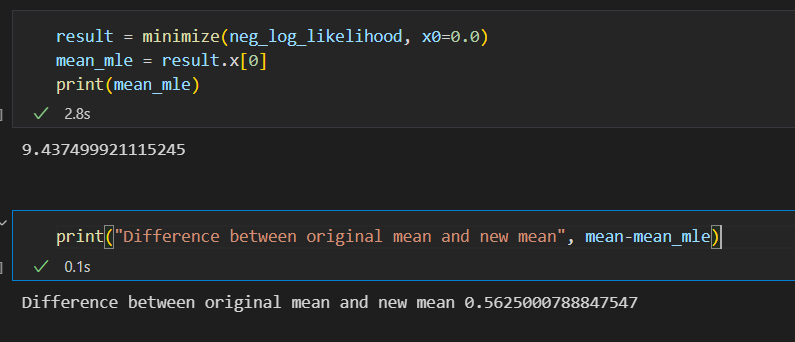 result = minimize(neg_log_likelihood, x0=0.0)
mean_mle = result.x[0]
print(mean_mle)
] ✓ 2.8s
9.437499921115245
print("Difference between original mean and new mean", mean-mean_mle)
] ✓ 0.1s
Difference between original mean and new mean 0.5625000788847547